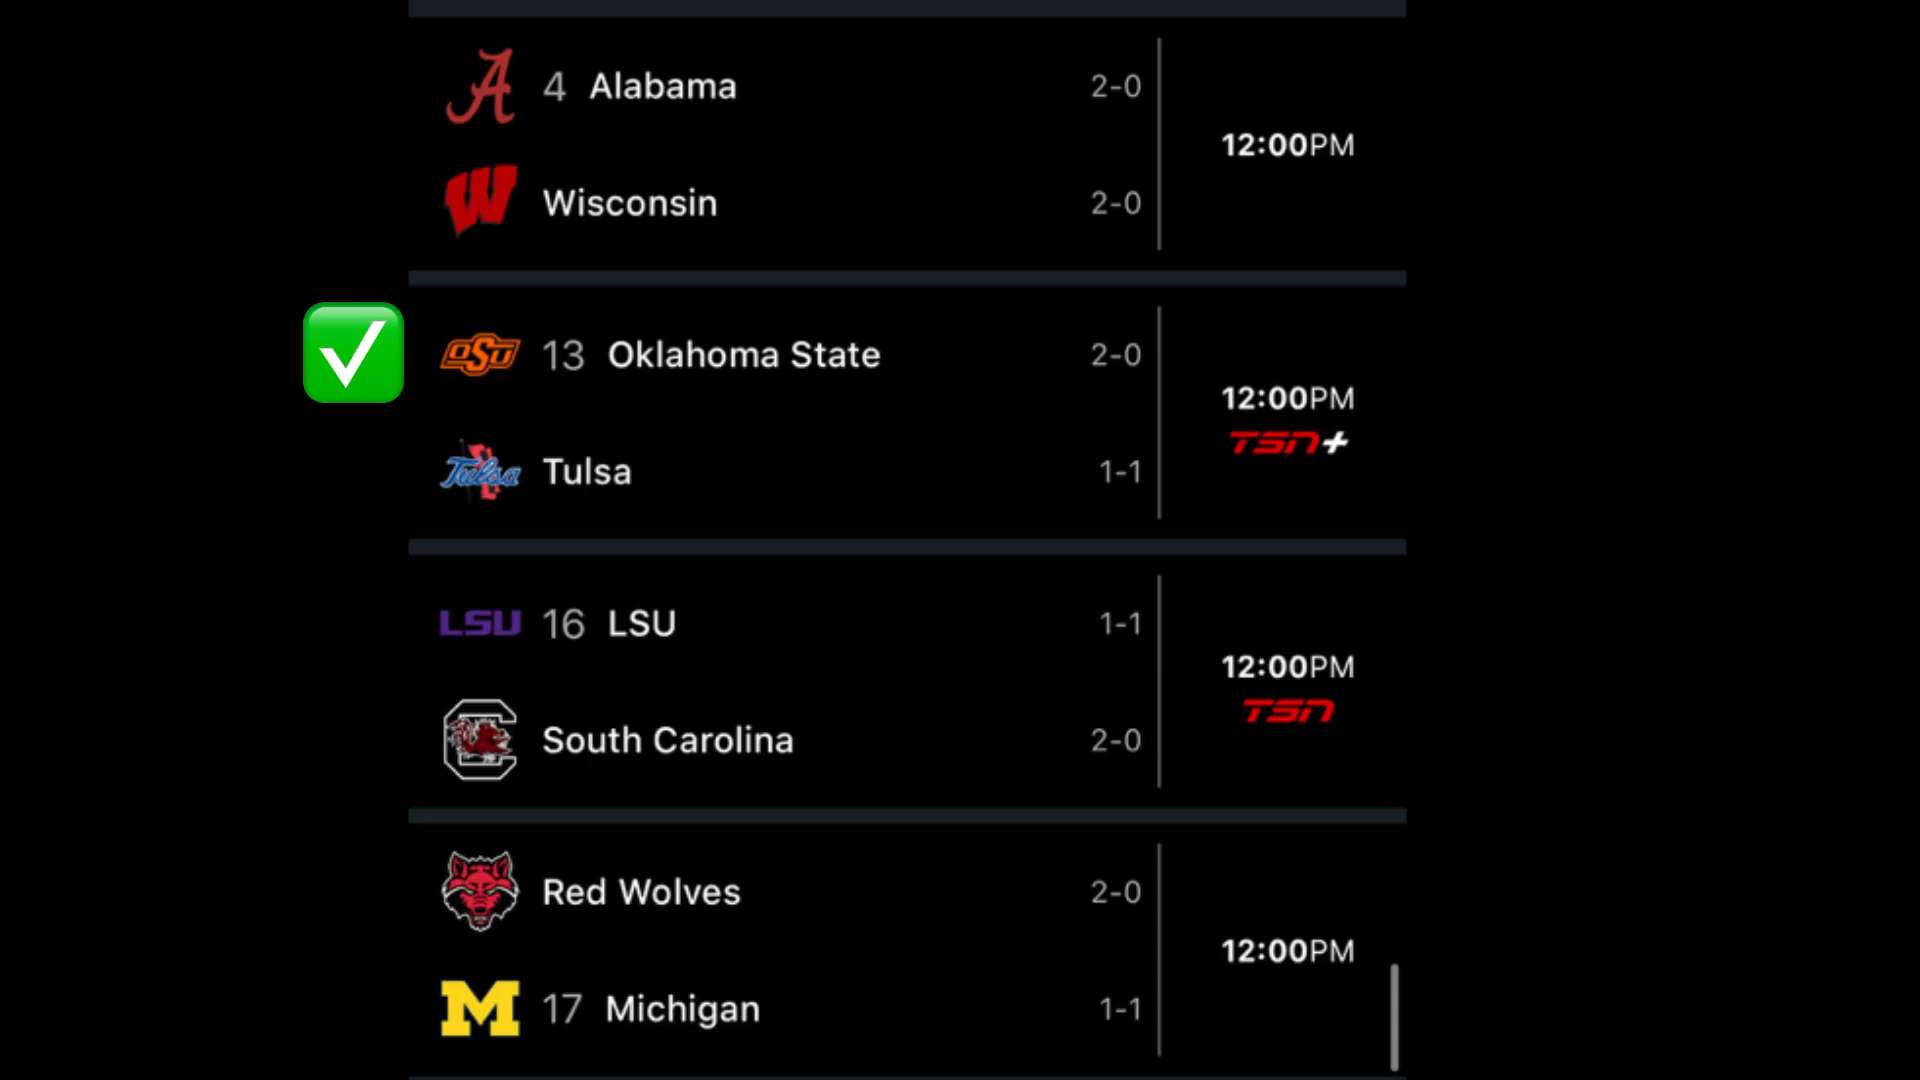 A 4 Alabama 2-0
12:00PM
W Wisconsin 2-0
OSU 13 Oklahoma State 2-0
12:00PM
TSN+
Tulsa Tulsa 1-1
LSU 16 LSU 1-1
12:00PM
TSN
C South Carolina 2-0
Red Wolves 2-0
12:00PM
M 17 Michigan 1-1